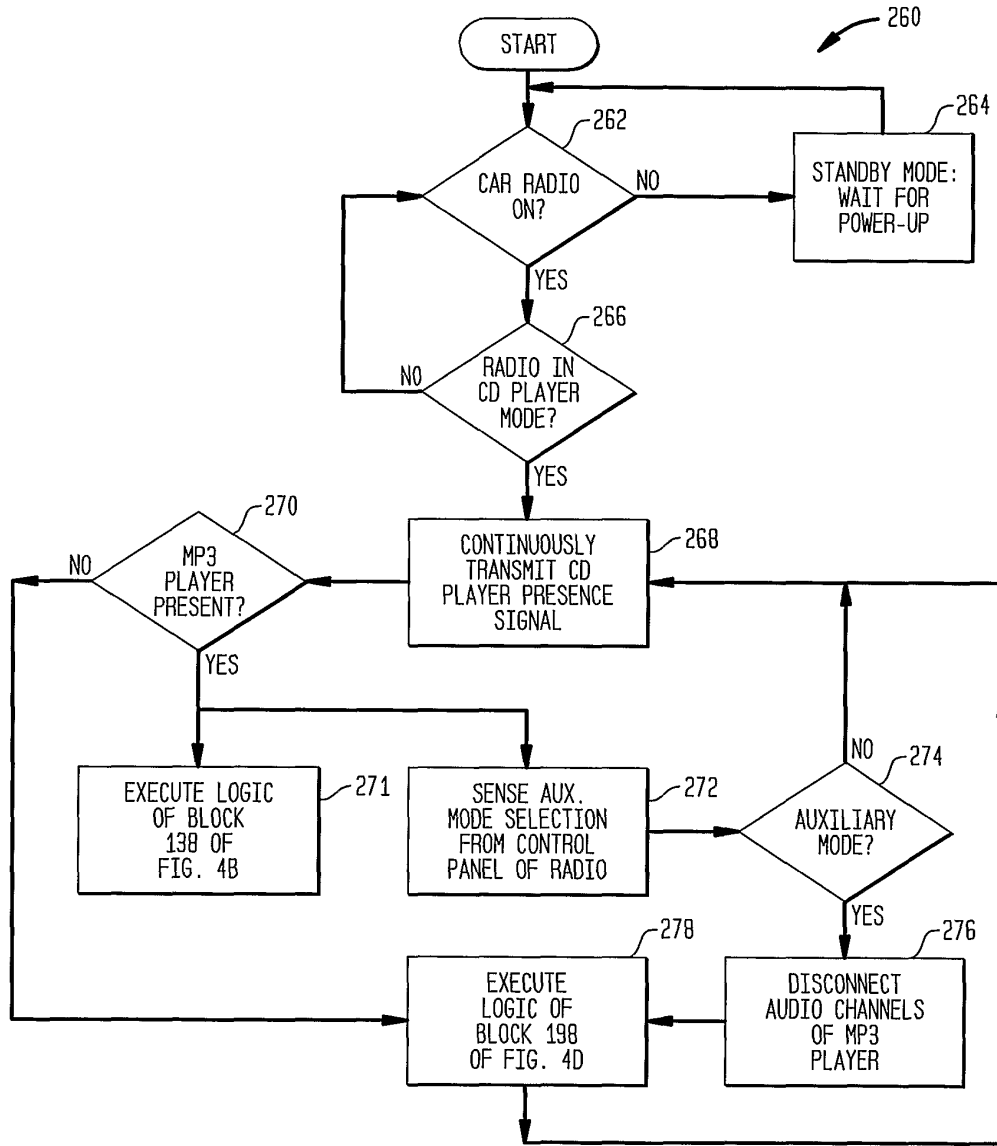 260
START
262
264
CAR RADIO
ON?
NO
STANDBY MODE:
WAIT FOR
POWER-UP
YES
266
RADIO IN
CD PLAYER
MODE?
NO
YES
270
MP3
PLAYER
PRESENT?
NO
YES
268
CONTINUOUSLY
TRANSMIT CD
PLAYER PRESENCE
SIGNAL
271
EXECUTE LOGIC
OF BLOCK
138 OF
FIG. 4B
272
SENSE AUX.
MODE SELECTION
FROM CONTROL
PANEL OF RADIO
NO
274
AUXILIARY
MODE?
YES
278
EXECUTE
LOGIC OF
BLOCK 198
OF FIG. 4D
276
DISCONNECT
AUDIO CHANNELS
OF MP3
PLAYER